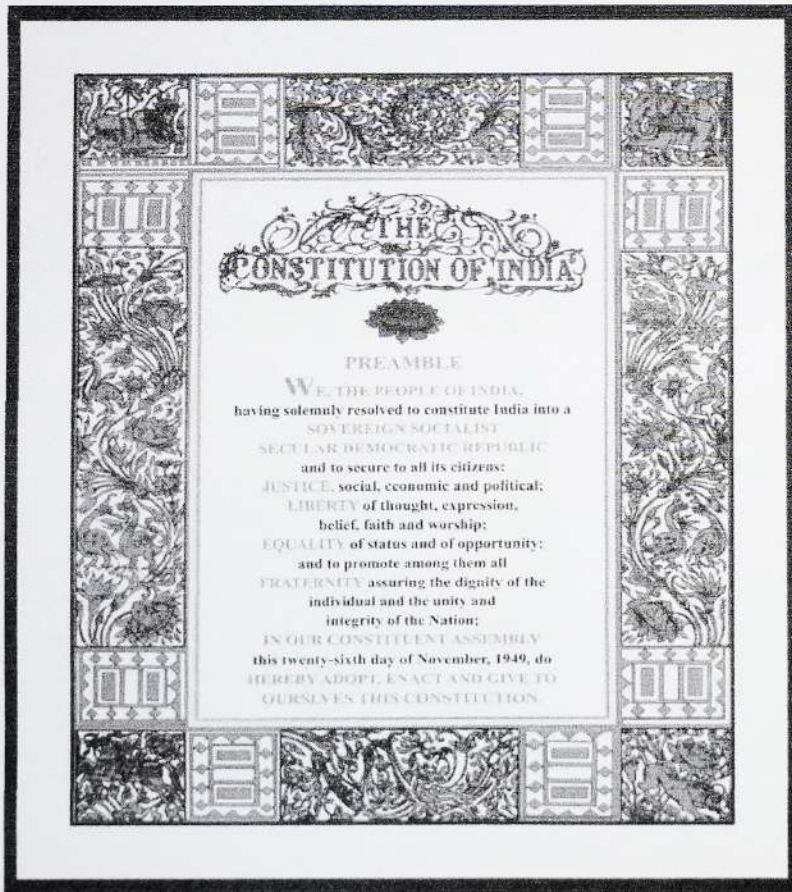 THE
CONSTITUTION OF INDIA
PREAMBLE
WE, THE PEOPLE OF INDIA,
having solemnly resolved to constitute India into a
SOVEREIGN SOCIALIST
SECULAR DEMOCRATIC REPUBLIC
and to secure to all its citizens:
JUSTICE, social, economic and political;
LIBERTY of thought, expression,
belief, faith and worship;
EQUALITY of status and of opportunity;
and to promote among them all
FRATERNITY assuring the dignity of the
individual and the unity and
integrity of the Nation;
IN OUR CONSTITUENT ASSEMBLY
this twenty-sixth day of November, 1949, do
HEREBY ADOPT, ENACT AND GIVE TO
OURSLVES THIS CONSTITUTION.